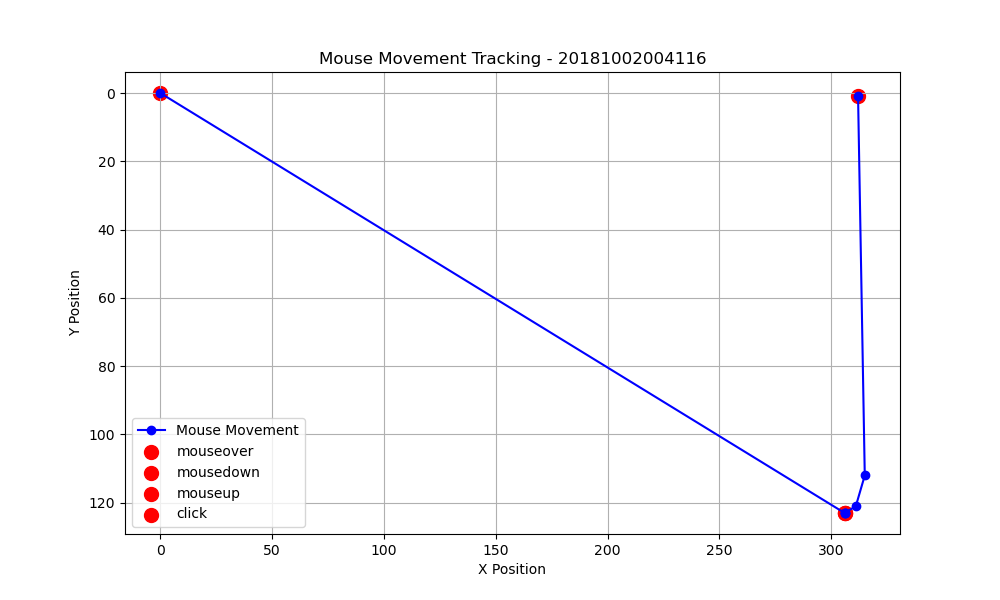 Mouse Movement Tracking - 20181002004116
0
20
40
60
80
100
120
Y Position
Mouse Movement
mouseover
mousedown
mouseup
click
0 50 100 150 200 250 300
X Position